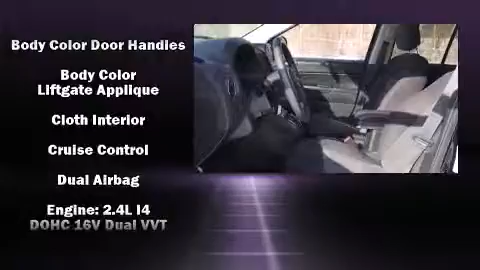 Body Color Door Handles
Body Color
Liftgate Applique
Cloth Interior
Cruise Control
Dual Airbag
Engine: 2.4L I4
DOHC 16V Dual VVT